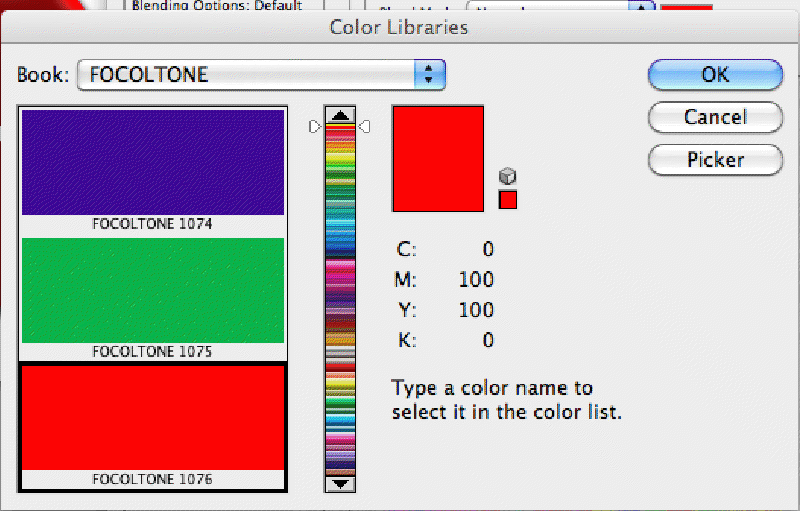 Blending Options: Default
Color Libraries
Book: FOCOLTONE
OK
Cancel
Picker
FOCOLTONE 1074
FOCOLTONE 1075
FOCOLTONE 1076
C: 0
M: 100
Y: 100
K: 0
Type a color name to
select it in the color list.